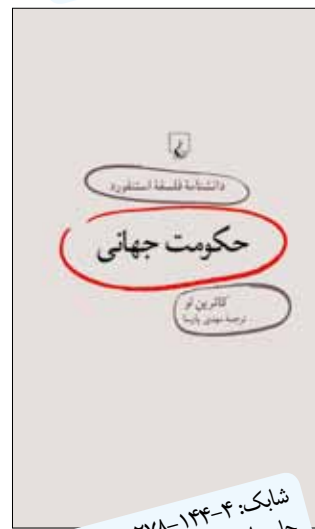 دانشنامهٔ فلسفهٔ استنفورد
حکومت جهانی
کاترین لو
ترجمهٔ مهدی پارسا
شابک: ۴-۱۴۴-۲۷۸